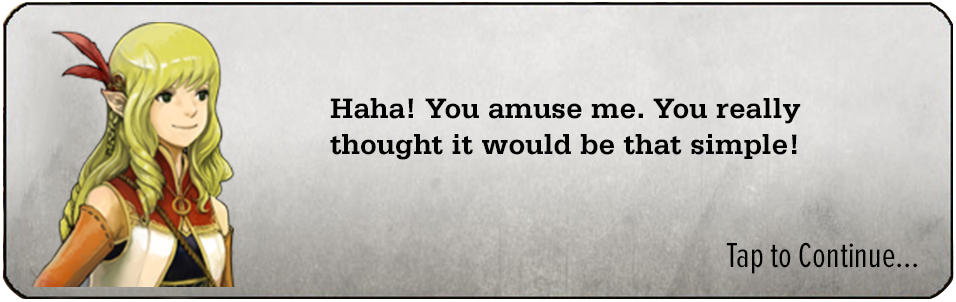 Haha! You amuse me. You really
thought it would be that simple!
Tap to Continue...